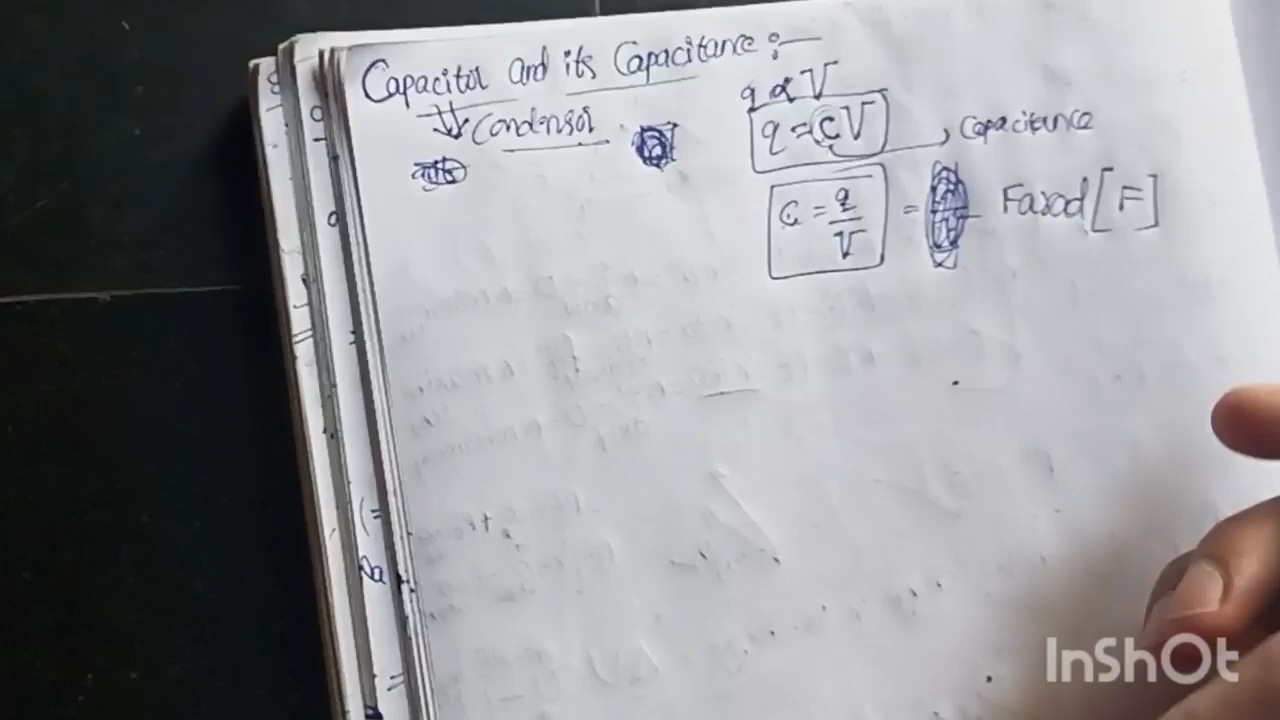 Capacitor and its Capacitance :—
Condensor
q α V
q = CV
Capacitance
C = q/V = Farad [F]
InShOt